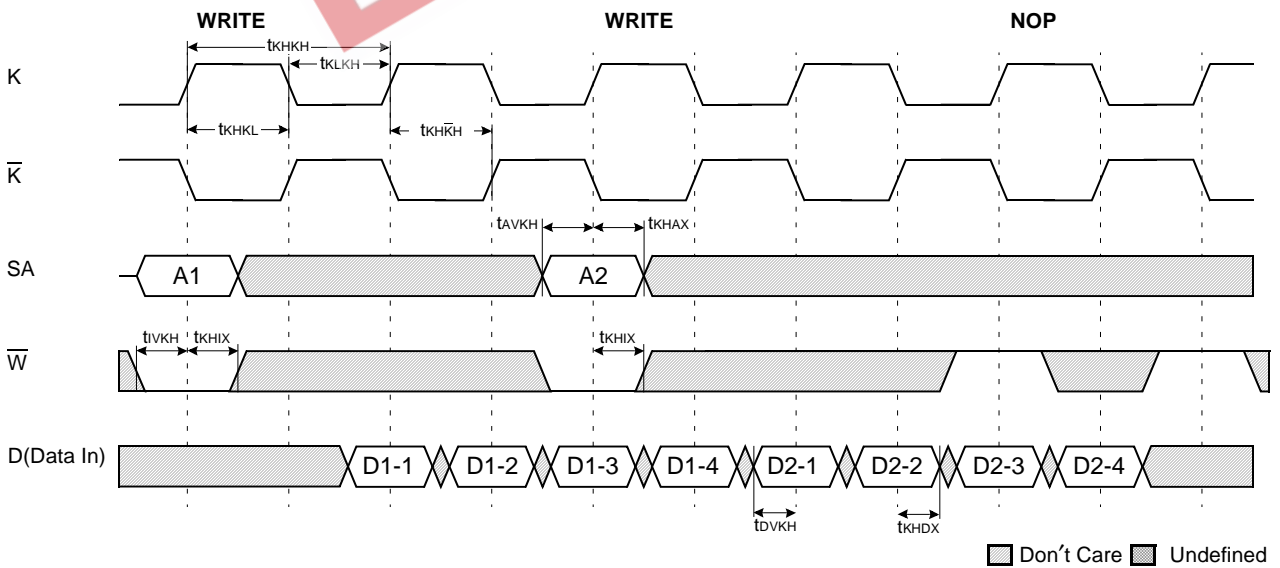 WRITE WRITE NOP
tKHKH
tKLKH
K
tKHKL tKHK̅H
K̅
tAVKH tKHAX
SA A1 A2
tIVKH tKHIX tKHIX
W̅
D(Data In) D1-1 D1-2 D1-3 D1-4 D2-1 D2-2 D2-3 D2-4
tDVKH tKHDX
Don′t Care Undefined